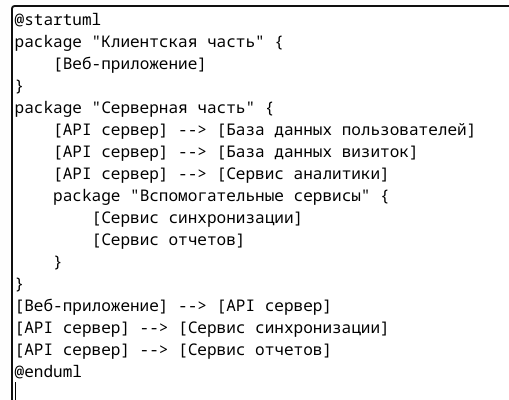 @startuml
package "Клиентская часть" {
    [Веб-приложение]
}
package "Серверная часть" {
    [API сервер] --> [База данных пользователей]
    [API сервер] --> [База данных визиток]
    [API сервер] --> [Сервис аналитики]
    package "Вспомогательные сервисы" {
        [Сервис синхронизации]
        [Сервис отчетов]
    }
}
[Веб-приложение] --> [API сервер]
[API сервер] --> [Сервис синхронизации]
[API сервер] --> [Сервис отчетов]
@enduml